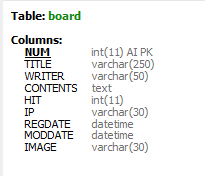 Table: board
Columns:
NUM int(11) AI PK
TITLE varchar(250)
WRITER varchar(50)
CONTENTS text
HIT int(11)
IP varchar(30)
REGDATE datetime
MODDATE datetime
IMAGE varchar(30)